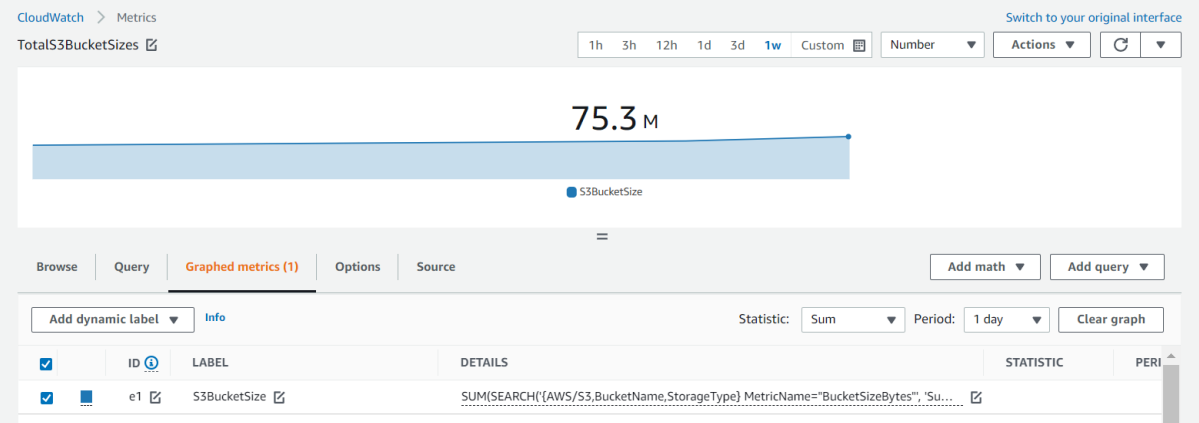 CloudWatch > Metrics
Switch to your original interface
TotalS3BucketSizes
1h 3h 12h 1d 3d 1w Custom Number Actions
75.3 M
S3BucketSize
Browse Query Graphed metrics (1) Options Source Add math Add query
Add dynamic label Info Statistic: Sum Period: 1 day Clear graph
ID LABEL DETAILS STATISTIC PERI
e1 S3BucketSize SUM(SEARCH('{AWS/S3,BucketName,StorageType} MetricName="BucketSizeBytes"', 'Su...